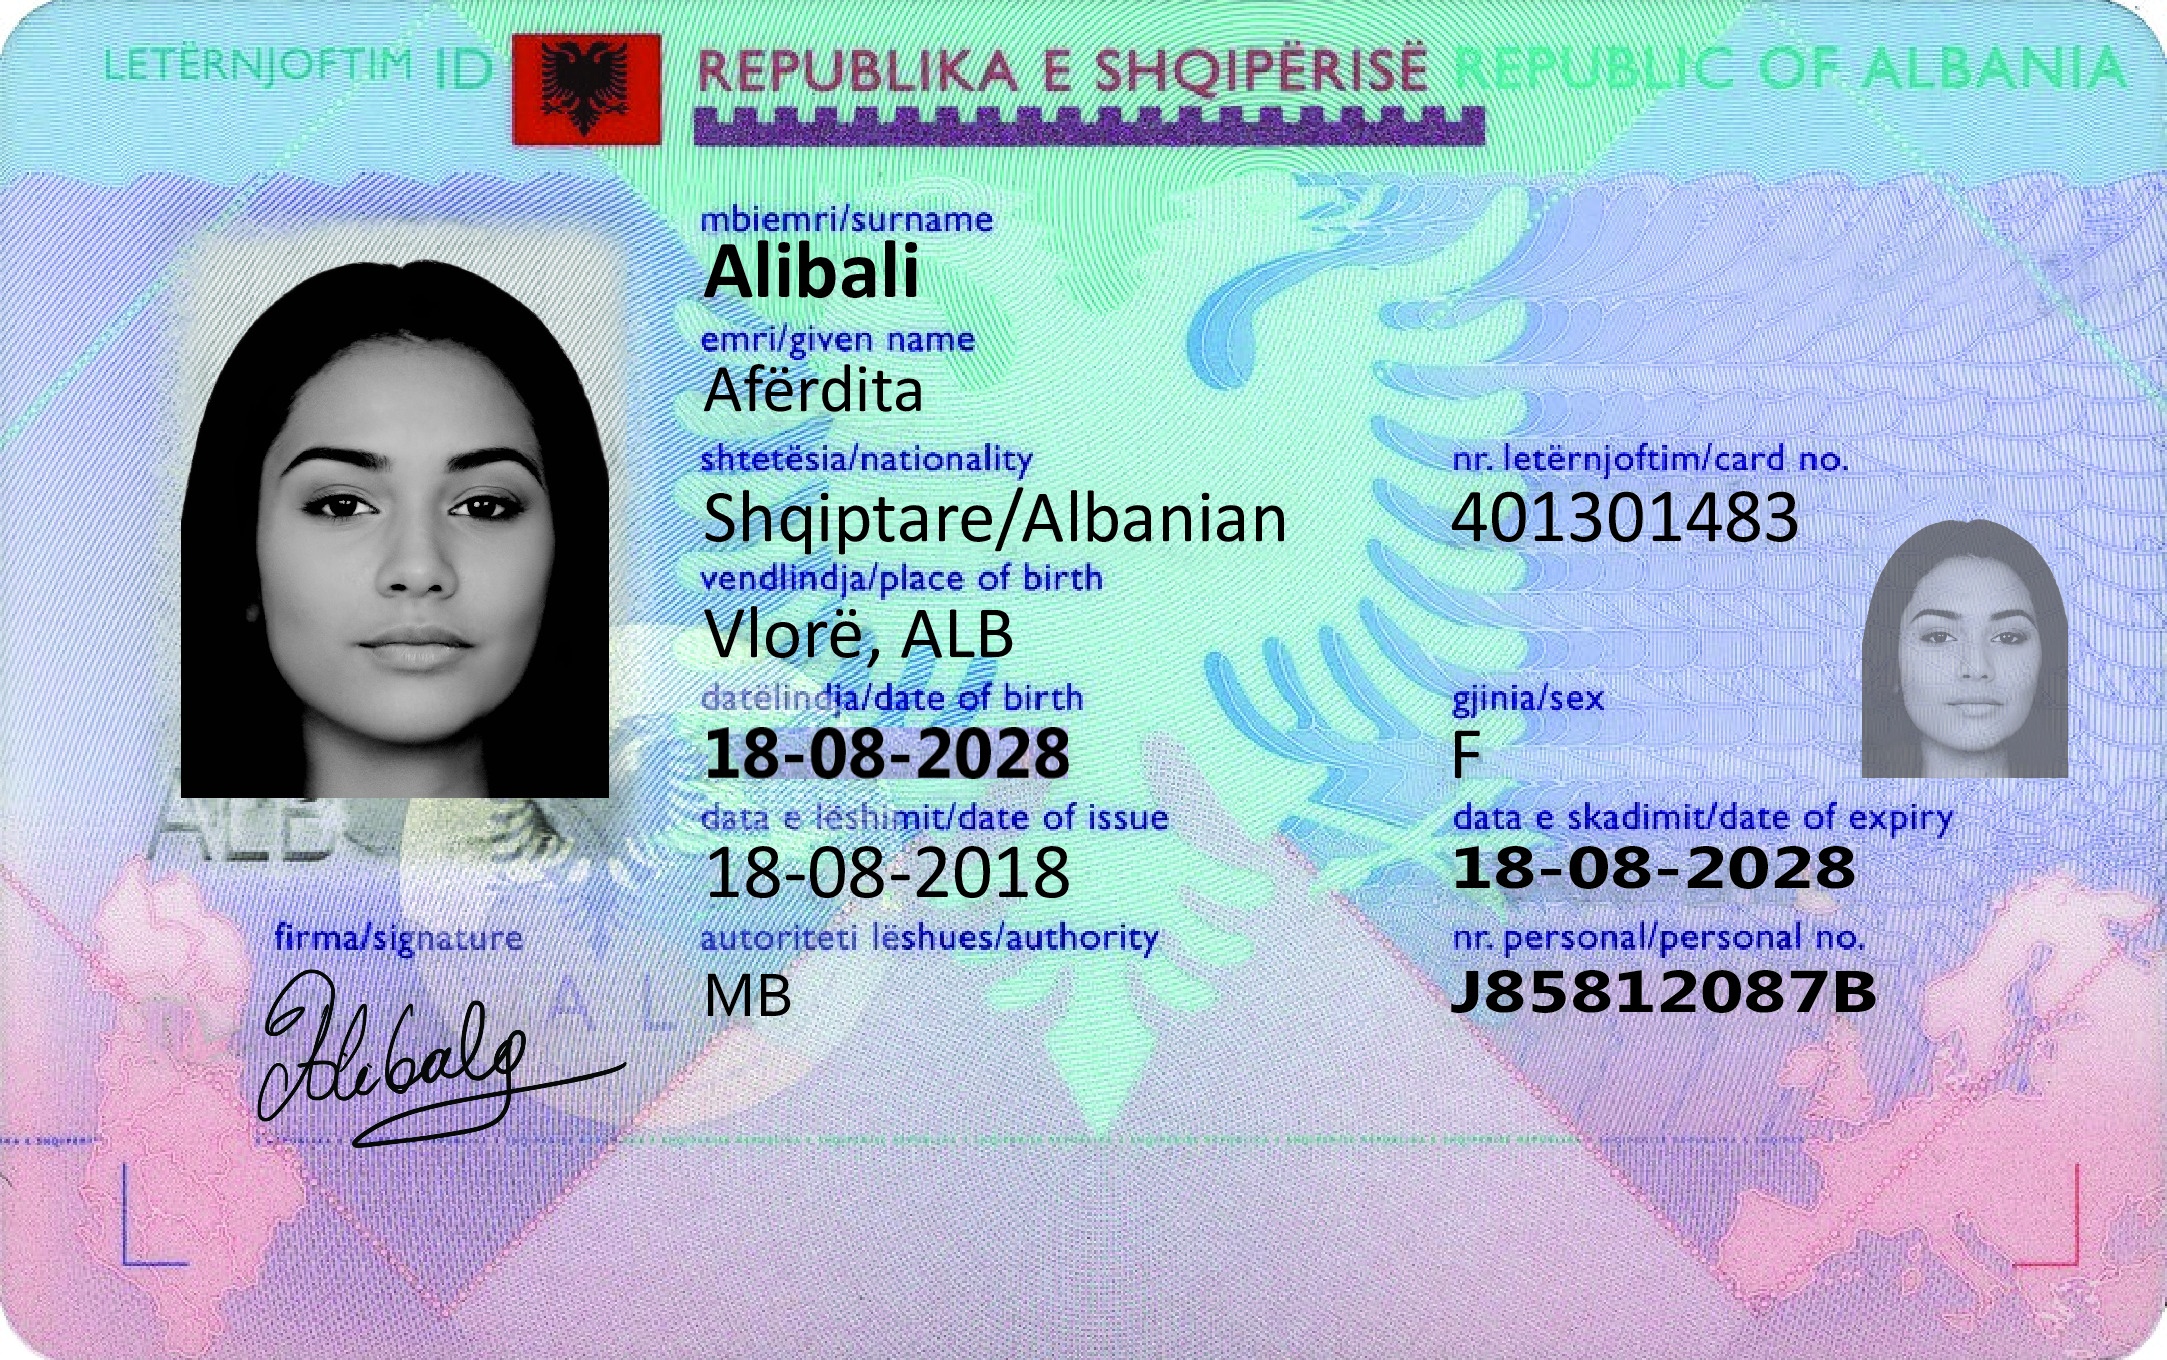 LETËRNJOFTIM ID REPUBLIKA E SHQIPËRISË REPUBLIC OF ALBANIA
mbiemri/surname
Alibali
emri/given name
Afërdita
shtetësia/nationality nr. letërnjoftim/card no.
Shqiptare/Albanian 401301483
vendlindja/place of birth
Vlorë, ALB
datëlindja/date of birth gjinia/sex
18-08-2028 F
data e lëshimit/date of issue data e skadimit/date of expiry
18-08-2018 18-08-2028
ALB
firma/signature autoriteti lëshues/authority nr. personal/personal no.
MB J85812087B
A L